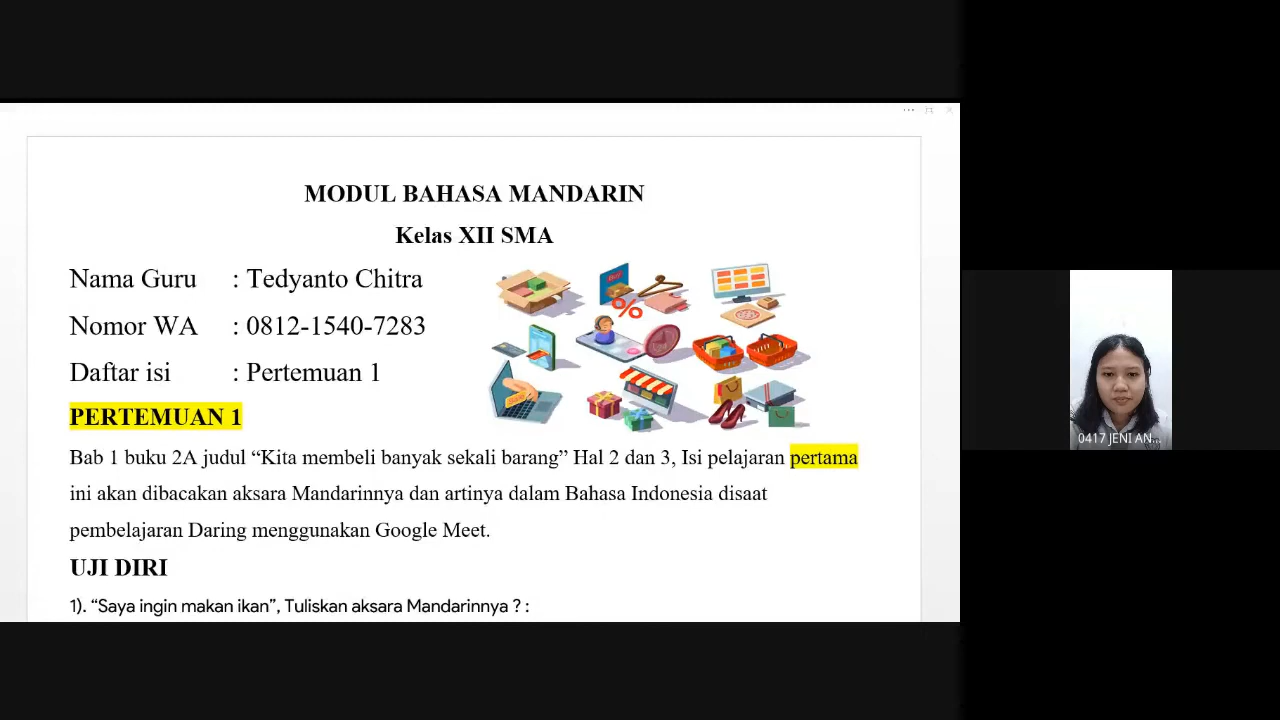 MODUL BAHASA MANDARIN
Kelas XII SMA
Nama Guru : Tedyanto Chitra
Nomor WA : 0812-1540-7283
Daftar isi : Pertemuan 1
PERTEMUAN 1
Bab 1 buku 2A judul “Kita membeli banyak sekali barang” Hal 2 dan 3, Isi pelajaran pertama
ini akan dibacakan aksara Mandarinnya dan artinya dalam Bahasa Indonesia disaat
pembelajaran Daring menggunakan Google Meet.
UJI DIRI
1). “Saya ingin makan ikan”, Tuliskan aksara Mandarinnya ? :
%
0417 JENI AN...